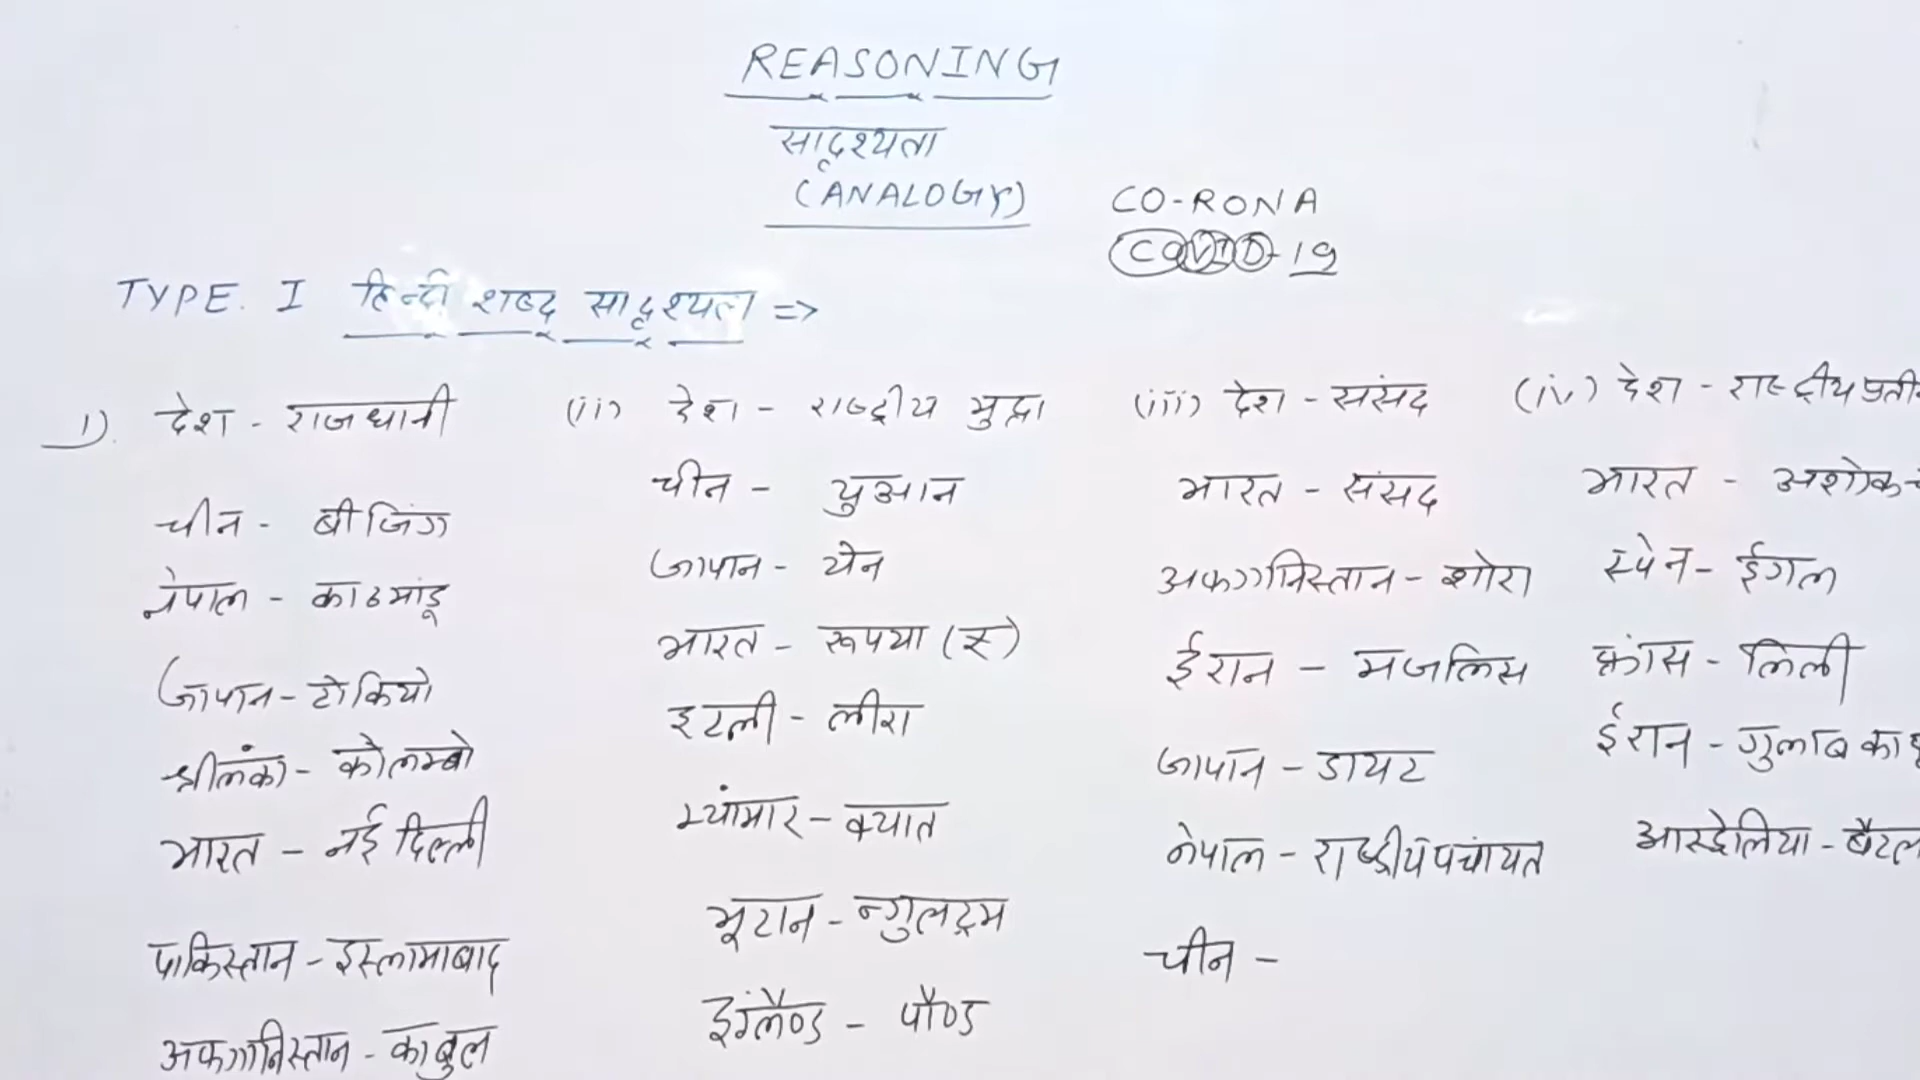 REASONING
सादृश्यता
(ANALOGY)
CO-RONA
COVID-19
TYPE. I हिन्दी शब्द सादृश्यता =>
1). देश - राजधानी
चीन - बीजिंग
नेपाल - काठमांडू
जापान - टोकियो
श्रीलंका - कोलम्बो
भारत - नई दिल्ली
पाकिस्तान - इस्लामाबाद
अफगानिस्तान - काबुल
(ii) देश - राष्ट्रीय मुद्रा
चीन - युआन
जापान - येन
भारत - रूपया (₹)
इटली - लीरा
म्यांमार - क्यात
भूटान - न्गुलट्रम
इंग्लैण्ड - पौण्ड
(iii) देश - संसद
भारत - संसद
अफगानिस्तान - शोरा
ईरान - मजलिस
जापान - डायट
नेपाल - राष्ट्रीय पंचायत
चीन -
(iv) देश - राष्ट्रीय
भारत - अशोक
स्पेन - ईगल
फ्रांस - लिली
ईरान - गुलाब का
आस्ट्रेलिया -